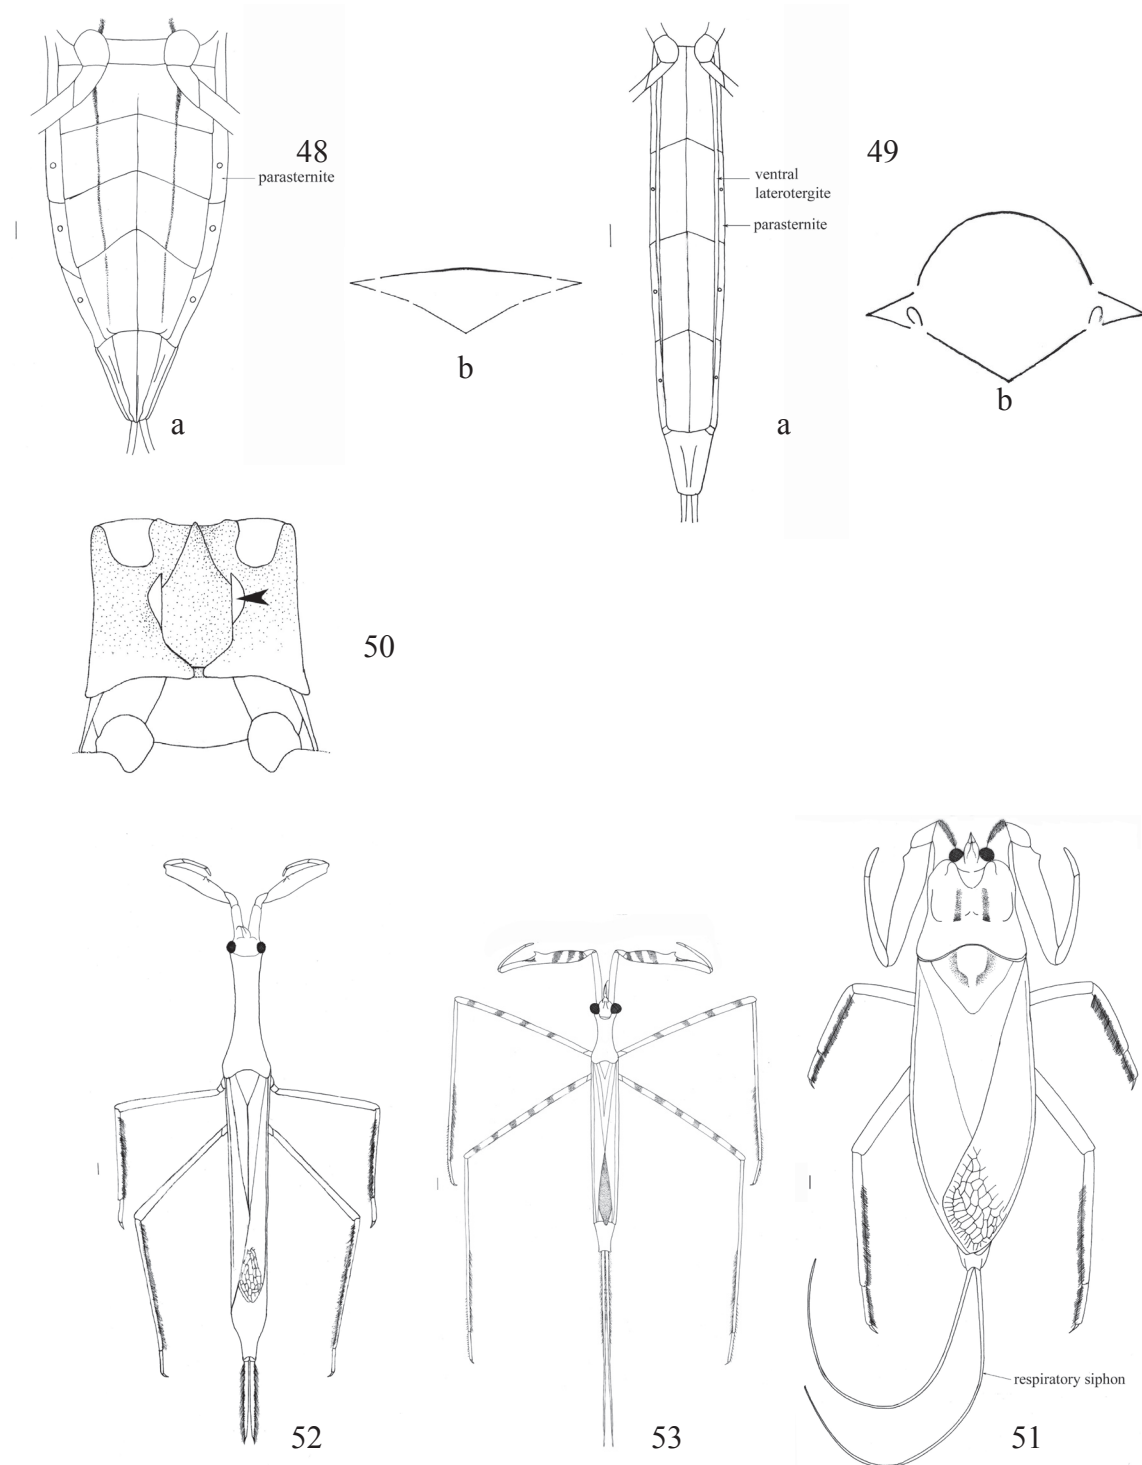 48
parasternite
a
b
49
ventral
laterotergite
parasternite
a
b
50
52
53
51
respiratory siphon